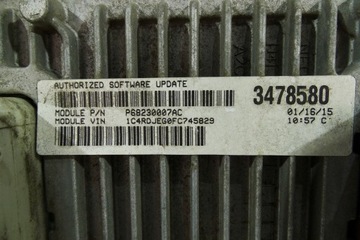 AUTHORIZED SOFTWARE UPDATE
3478580
MODULE P/N P68230007AC 01/16/15
MODULE VIN 1C4RDJEG0FC745829 10:57 C